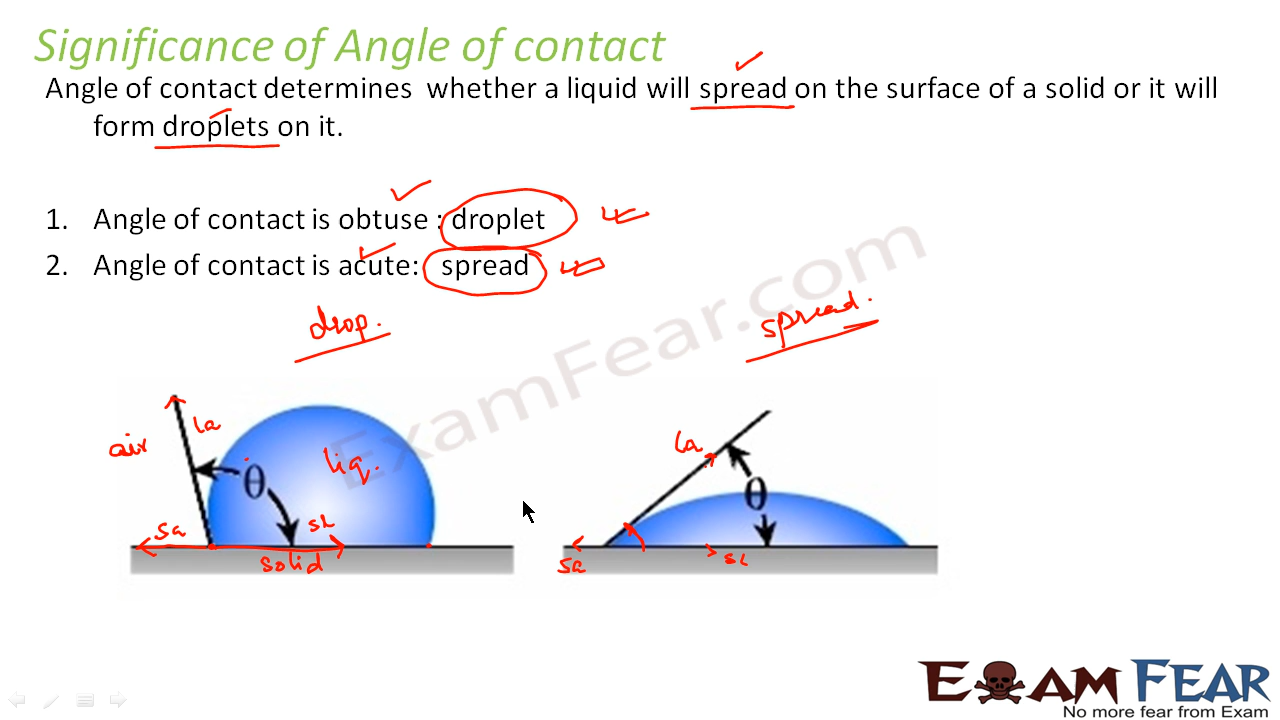 Significance of Angle of contact
Angle of contact determines whether a liquid will spread on the surface of a solid or it will
form droplets on it.
1. Angle of contact is obtuse : droplet
2. Angle of contact is acute: spread
drop.
spread.
ExamFear.com
air
la
θ
liq.
sa
sL
solid
la
θ
sa
sL
EXAM FEAR
No more fear from Exam